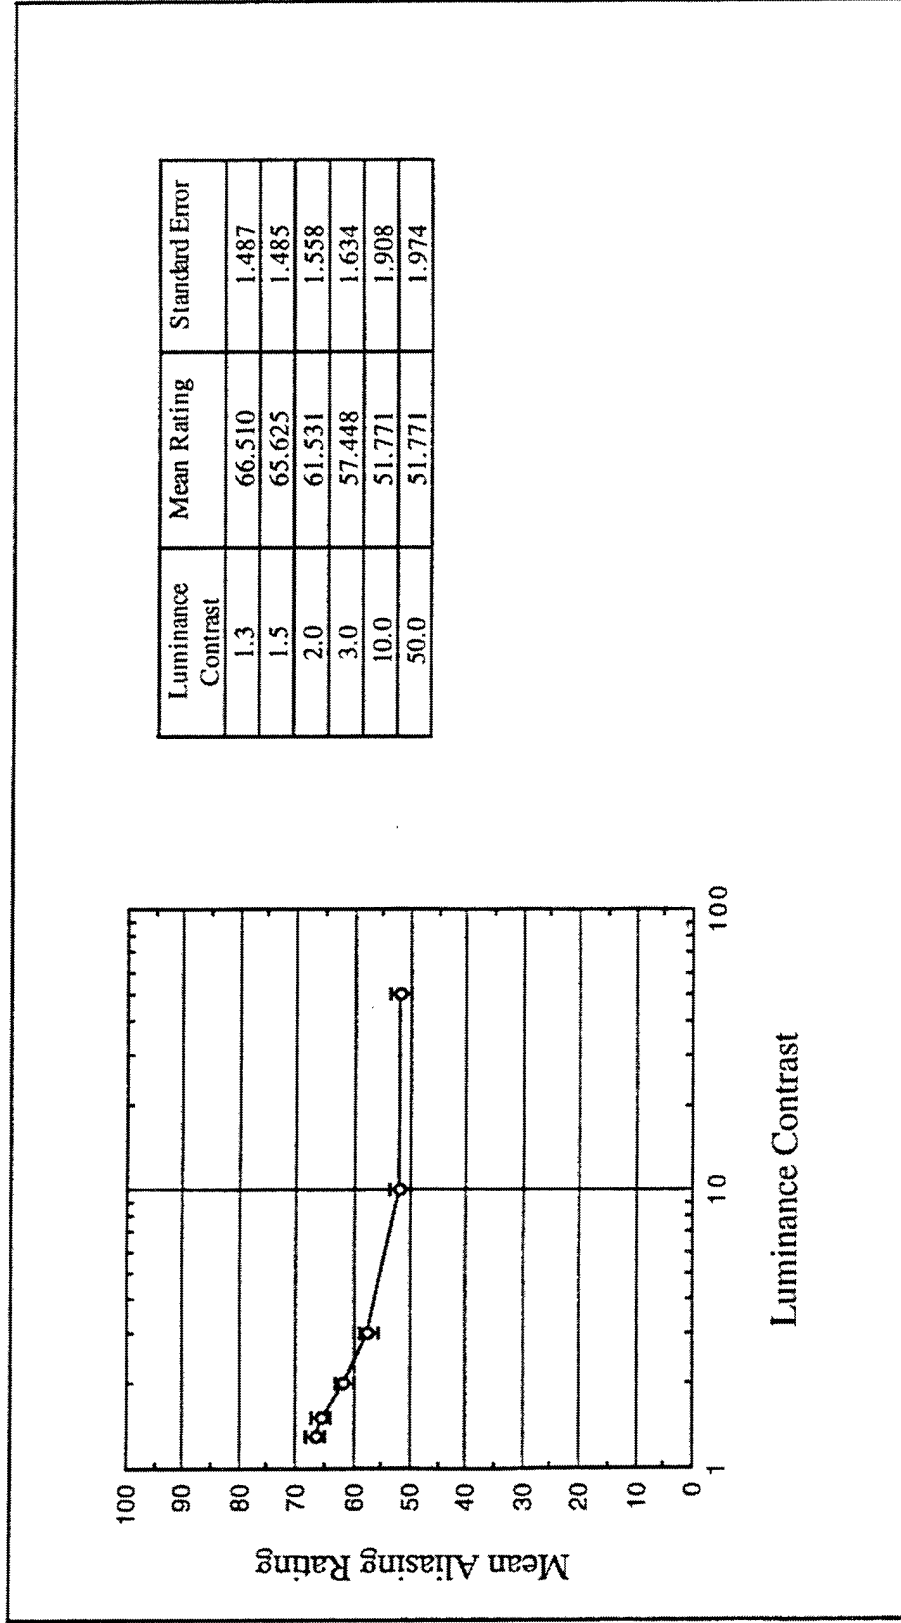 Mean Aliasing Rating
100
90
80
70
60
50
40
30
20
10
0
1
10
100
Luminance Contrast
Luminance Contrast Mean Rating Standard Error
1.3 66.510 1.487
1.5 65.625 1.485
2.0 61.531 1.558
3.0 57.448 1.634
10.0 51.771 1.908
50.0 51.771 1.974